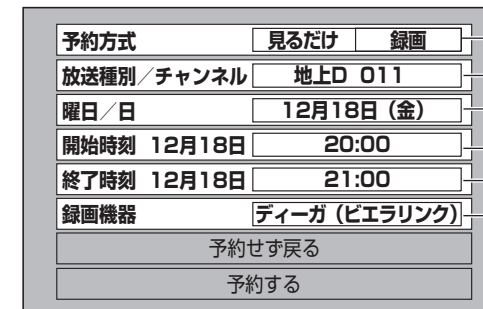 予約方式 見るだけ 録画
放送種別／チャンネル 地上D 011
曜日／日 12月18日（金）
開始時刻 12月18日 20:00
終了時刻 12月18日 21:00
録画機器 ディーガ（ビエラリンク）
予約せず戻る
予約する